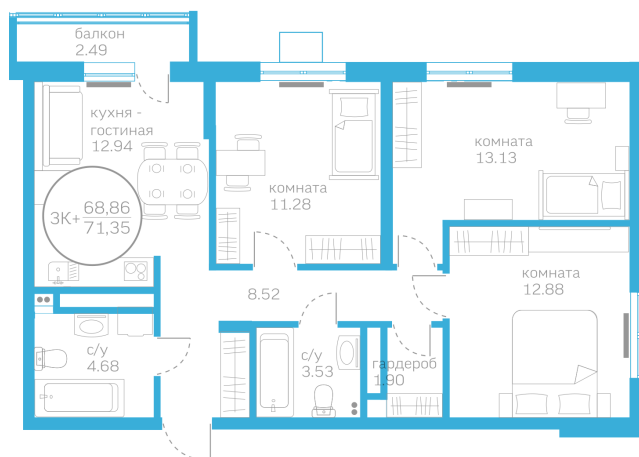 балкон
2.49
кухня -
гостиная
12.94
комната
11.28
комната
13.13
3К+
68,86
71,35
комната
12.88
8.52
с/у
4.68
с/у
3.53
гардероб
1.90